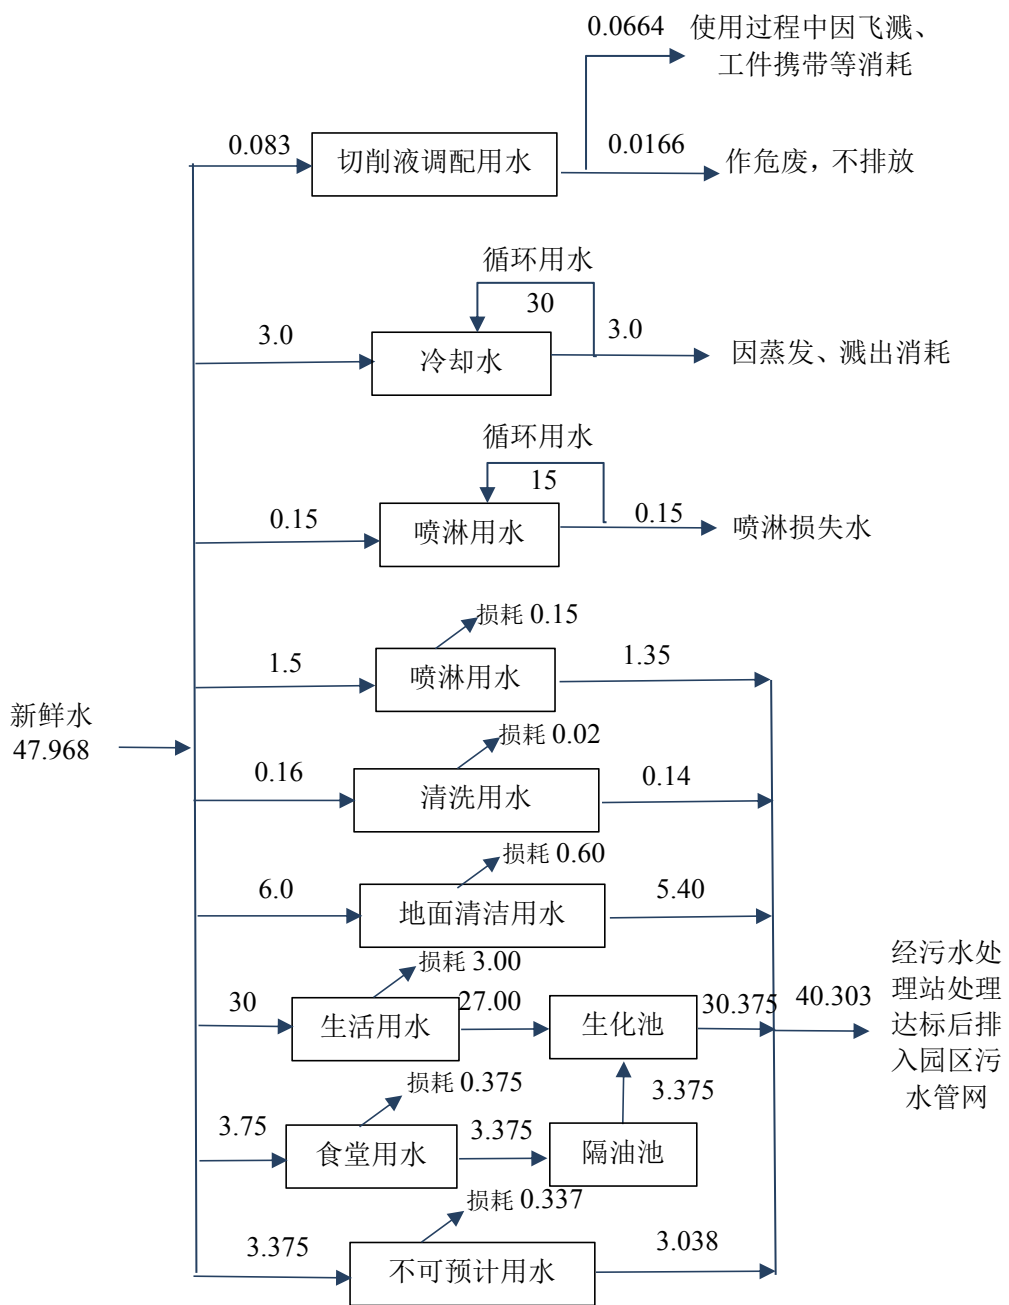 0.0664
使用过程中因飞溅、
工件携带等消耗
0.083
切削液调配用水
0.0166
作危废，不排放
循环用水
30
3.0
冷却水
3.0
因蒸发、溅出消耗
循环用水
15
0.15
喷淋用水
0.15
喷淋损失水
损耗 0.15
1.5
喷淋用水
1.35
新鲜水
47.968
损耗 0.02
0.16
清洗用水
0.14
损耗 0.60
6.0
地面清洁用水
5.40
损耗 3.00
30
生活用水
27.00
生化池
30.375
40.303
经污水处
理站处理
达标后排
入园区污
水管网
损耗 0.375
3.375
3.75
食堂用水
3.375
隔油池
损耗 0.337
3.375
不可预计用水
3.038